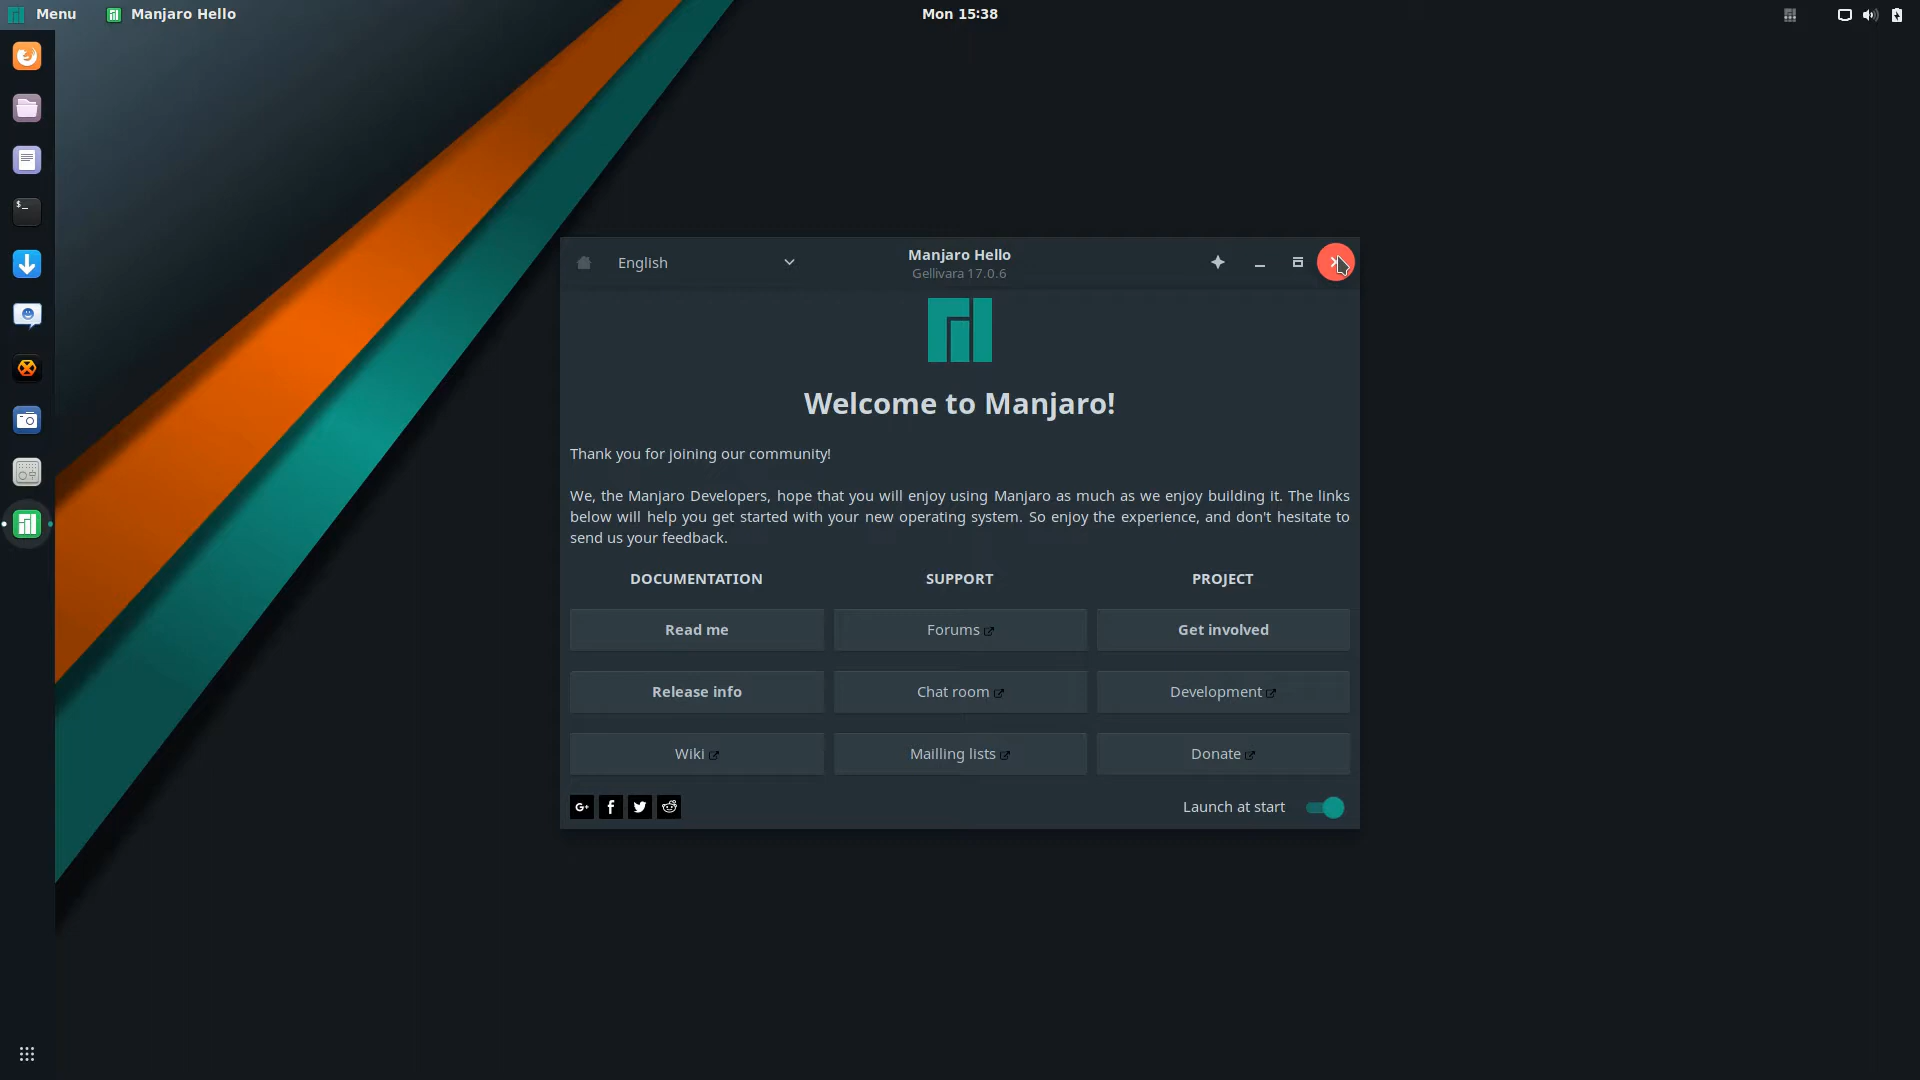 Menu
Manjaro Hello
Mon 15:38
$_
English
Manjaro Hello
Gellivara 17.0.6
Welcome to Manjaro!
Thank you for joining our community!
We, the Manjaro Developers, hope that you will enjoy using Manjaro as much as we enjoy building it. The links
below will help you get started with your new operating system. So enjoy the experience, and don't hesitate to
send us your feedback.
DOCUMENTATION
SUPPORT
PROJECT
Read me
Forums
Get involved
Release info
Chat room
Development
Wiki
Mailling lists
Donate
G+
f
Launch at start